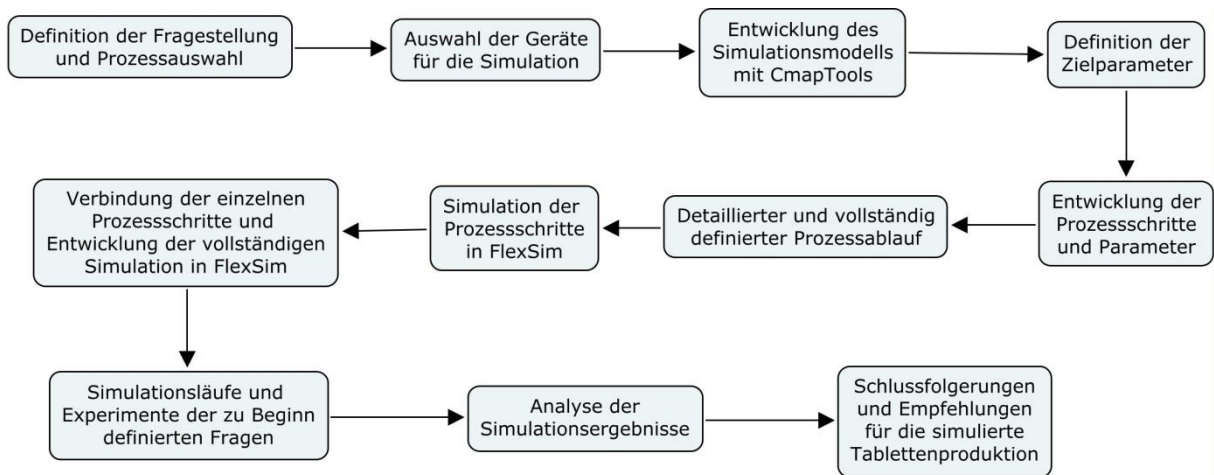 Definition der Fragestellung
und Prozessauswahl
Auswahl der Geräte
für die Simulation
Entwicklung des
Simulationsmodells
mit CmapTools
Definition der
Zielparameter
Entwicklung der
Prozessschritte
und Parameter
Detaillierter und vollständig
definierter Prozessablauf
Simulation der
Prozessschritte
in FlexSim
Verbindung der einzelnen
Prozessschritte und
Entwicklung der vollständigen
Simulation in FlexSim
Simulationsläufe und
Experimente der zu Beginn
definierten Fragen
Analyse der
Simulationsergebnisse
Schlussfolgerungen
und Empfehlungen
für die simulierte
Tablettenproduktion